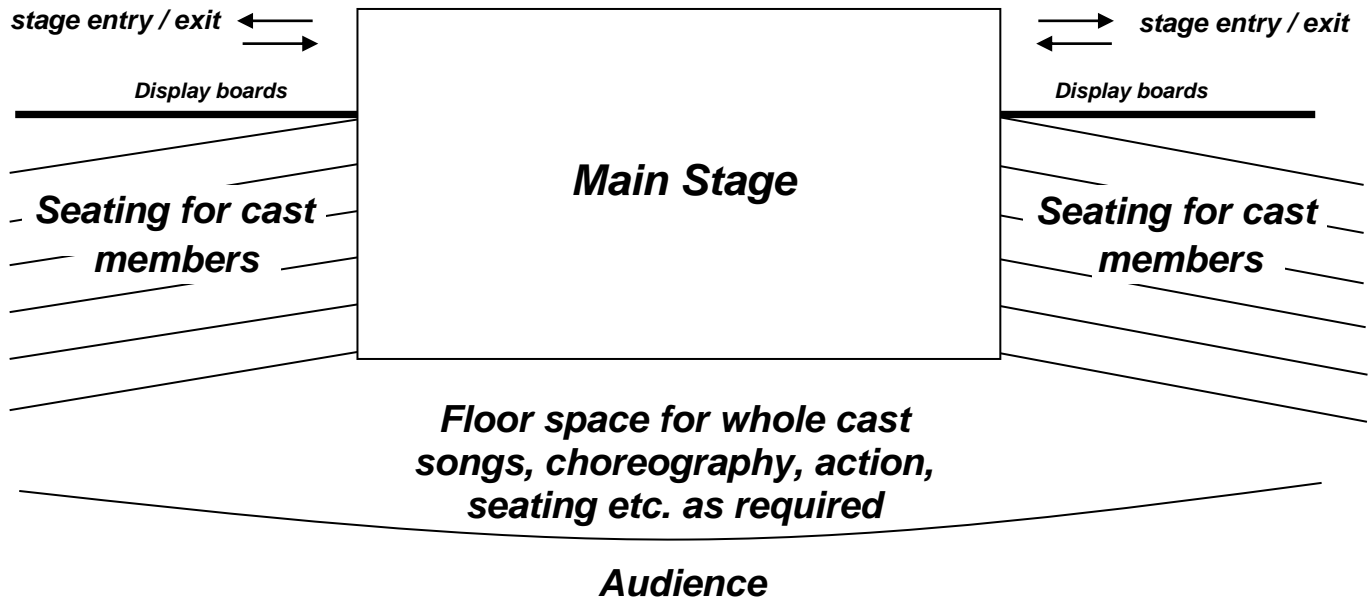 stage entry / exit
stage entry / exit
Display boards
Display boards
Main Stage
Seating for cast
members
Seating for cast
members
Floor space for whole cast
songs, choreography, action,
seating etc. as required
Audience